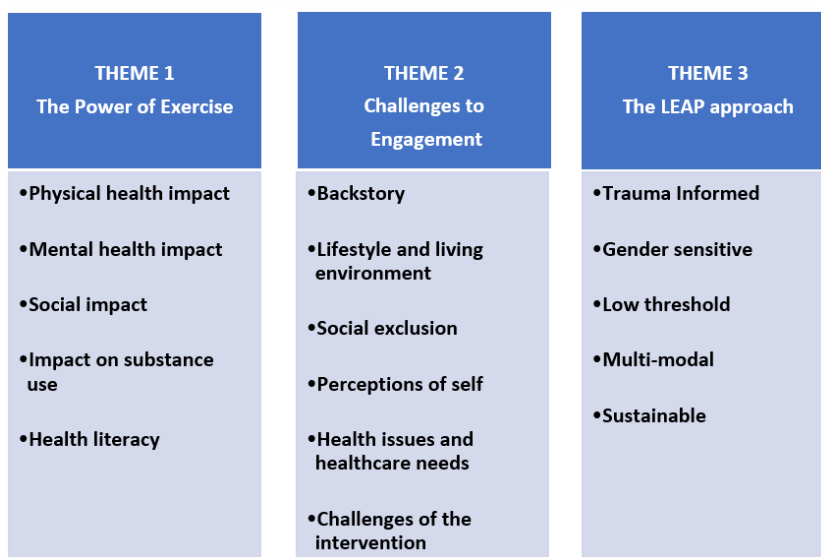 THEME 1
The Power of Exercise
•Physical health impact
•Mental health impact
•Social impact
•Impact on substance
use
•Health literacy
THEME 2
Challenges to
Engagement
•Backstory
•Lifestyle and living
environment
•Social exclusion
•Perceptions of self
•Health issues and
healthcare needs
•Challenges of the
intervention
THEME 3
The LEAP approach
•Trauma Informed
•Gender sensitive
•Low threshold
•Multi-modal
•Sustainable